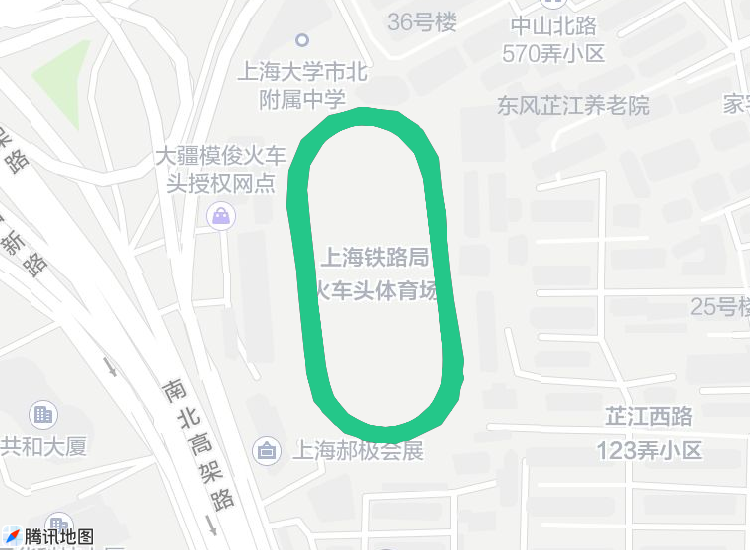 36号楼
中山北路
570弄小区
上海大学市北
附属中学
东风芷江养老院
大疆模俊火车
头授权网点
上海铁路局
火车头体育场
25号楼
芷江西路
123弄小区
共和大厦
上海郝极会展
南北高架路
新路
架路
腾讯地图